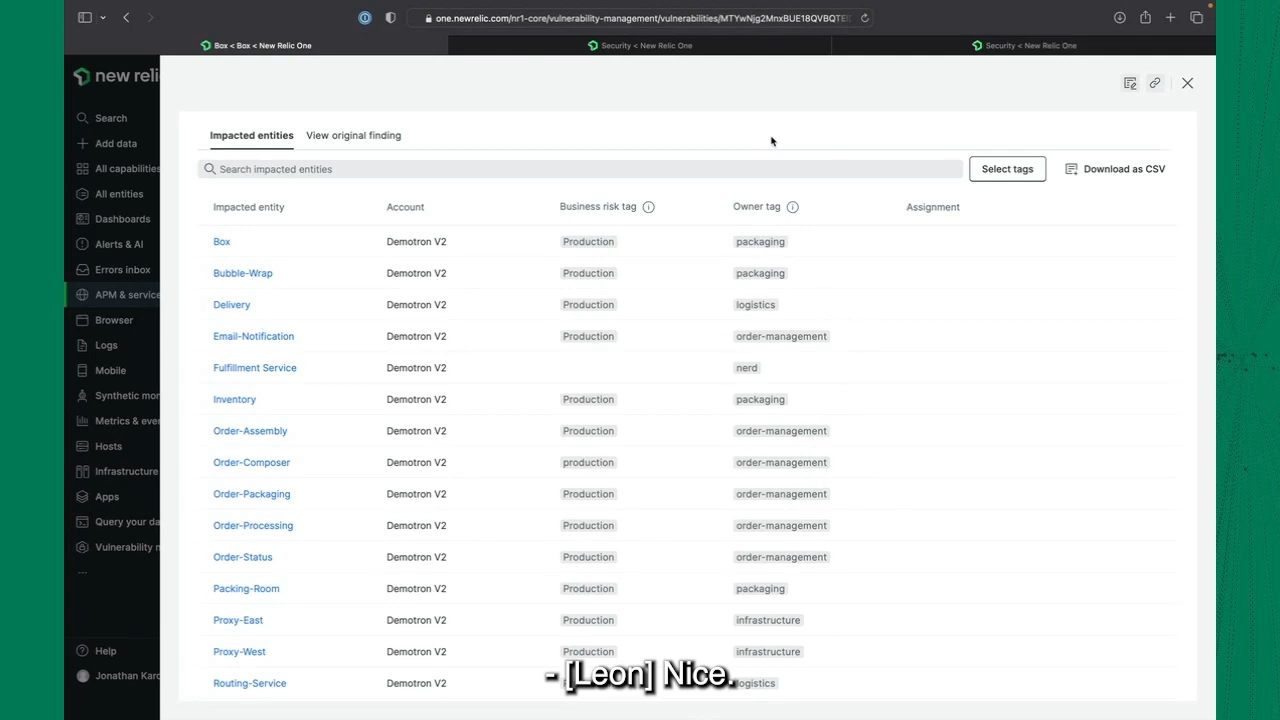 one.newrelic.com/nr1-core/vulnerability-management/vulnerabilities/
Box < Box < New Relic One
Security < New Relic One
Security < New Relic One
new relic
Search
Add data
All capabilities
All entities
Dashboards
Alerts & AI
Errors inbox
APM & service
Browser
Logs
Mobile
Synthetic mon
Metrics & eve
Hosts
Infrastructure
Apps
Query your da
Vulnerability m
...
Help
Jonathan Karo
Impacted entities View original finding
Search impacted entities
Select tags
Download as CSV
Impacted entity Account Business risk tag Owner tag Assignment
Box Demotron V2 Production packaging
Bubble-Wrap Demotron V2 Production packaging
Delivery Demotron V2 Production logistics
Email-Notification Demotron V2 Production order-management
Fulfillment Service Demotron V2 nerd
Inventory Demotron V2 Production packaging
Order-Assembly Demotron V2 Production order-management
Order-Composer Demotron V2 production order-management
Order-Packaging Demotron V2 Production order-management
Order-Processing Demotron V2 Production order-management
Order-Status Demotron V2 Production order-management
Packing-Room Demotron V2 Production packaging
Proxy-East Demotron V2 Production infrastructure
Proxy-West Demotron V2 Production infrastructure
Routing-Service Demotron V2 logistics
- [Leon] Nice.